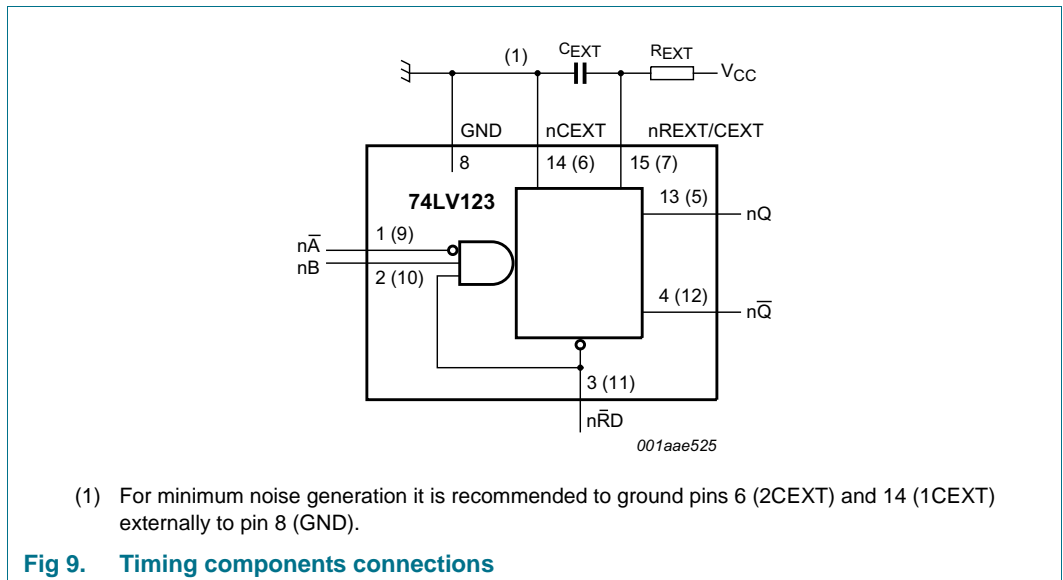 (1) CEXT REXT
VCC
GND nCEXT nREXT/CEXT
8 14 (6) 15 (7)
74LV123
13 (5)
nQ
nA̅ 1 (9)
nB
2 (10)
4 (12)
nQ̅
3 (11)
nR̅D
001aae525
(1) For minimum noise generation it is recommended to ground pins 6 (2CEXT) and 14 (1CEXT)
externally to pin 8 (GND).
Fig 9. Timing components connections